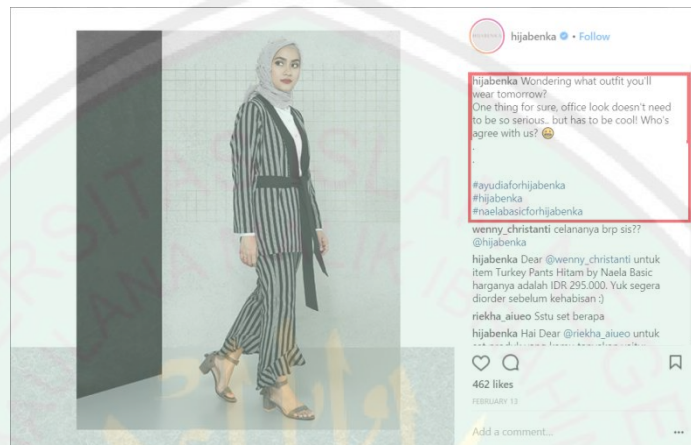 hijabenka • Follow
hijabenka Wondering what outfit you'll
wear tomorrow?
One thing for sure, office look doesn't need
to be so serious.. but has to be cool! Who's
agree with us? 😀
.
.
#ayudiaforhijabenka
#hijabenka
#naelabasicforhijabenka
wenny_christanti celananya brp sis??
@hijabenka
hijabenka Dear @wenny_christanti untuk
item Turkey Pants Hitam by Naela Basic
harganya adalah IDR 295.000. Yuk segera
diorder sebelum kehabisan :)
riekha_aiueo Sstu set berapa
hijabenka Hai Dear @riekha_aiueo untuk
462 likes
FEBRUARY 13
Add a comment...